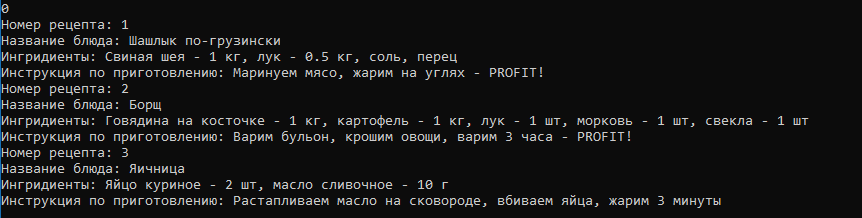 0
Номер рецепта: 1
Название блюда: Шашлык по-грузински
Ингридиенты: Свиная шея - 1 кг, лук - 0.5 кг, соль, перец
Инструкция по приготовлению: Маринуем мясо, жарим на углях - PROFIT!
Номер рецепта: 2
Название блюда: Борщ
Ингридиенты: Говядина на косточке - 1 кг, картофель - 1 кг, лук - 1 шт, морковь - 1 шт, свекла - 1 шт
Инструкция по приготовлению: Варим бульон, крошим овощи, варим 3 часа - PROFIT!
Номер рецепта: 3
Название блюда: Яичница
Ингридиенты: Яйцо куриное - 2 шт, масло сливочное - 10 г
Инструкция по приготовлению: Растапливаем масло на сковороде, вбиваем яйца, жарим 3 минуты